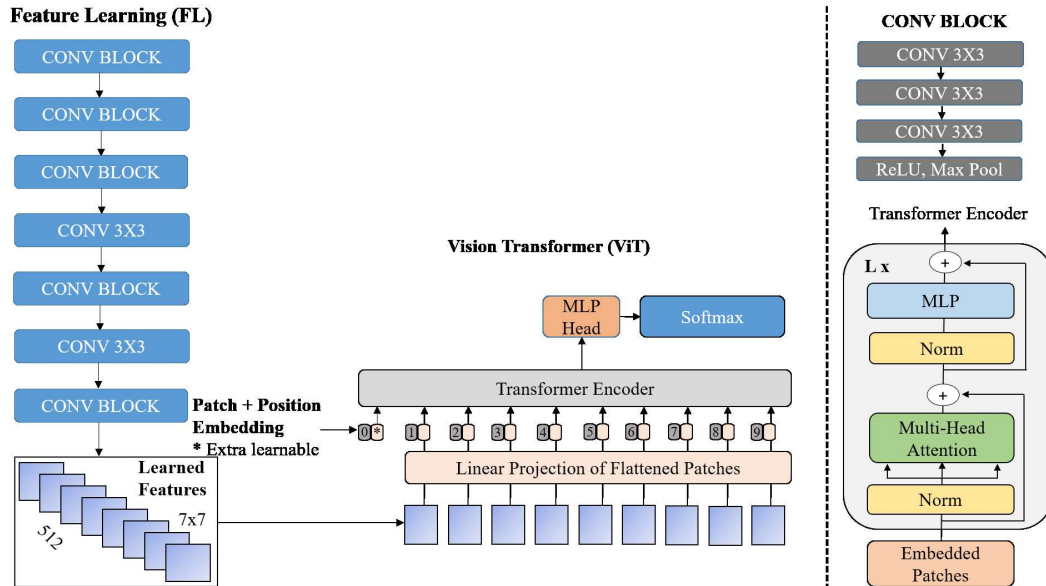 Feature Learning (FL)
CONV BLOCK
CONV BLOCK
CONV BLOCK
CONV 3X3
CONV BLOCK
CONV 3X3
CONV BLOCK
Learned
Features
7x7
512
Patch + Position
Embedding
* Extra learnable
Vision Transformer (ViT)
MLP
Head
Softmax
Transformer Encoder
0 * 1 2 3 4 5 6 7 8 9
Linear Projection of Flattened Patches
CONV BLOCK
CONV 3X3
CONV 3X3
CONV 3X3
ReLU, Max Pool
Transformer Encoder
L x
+
MLP
Norm
+
Multi-Head
Attention
Norm
Embedded
Patches